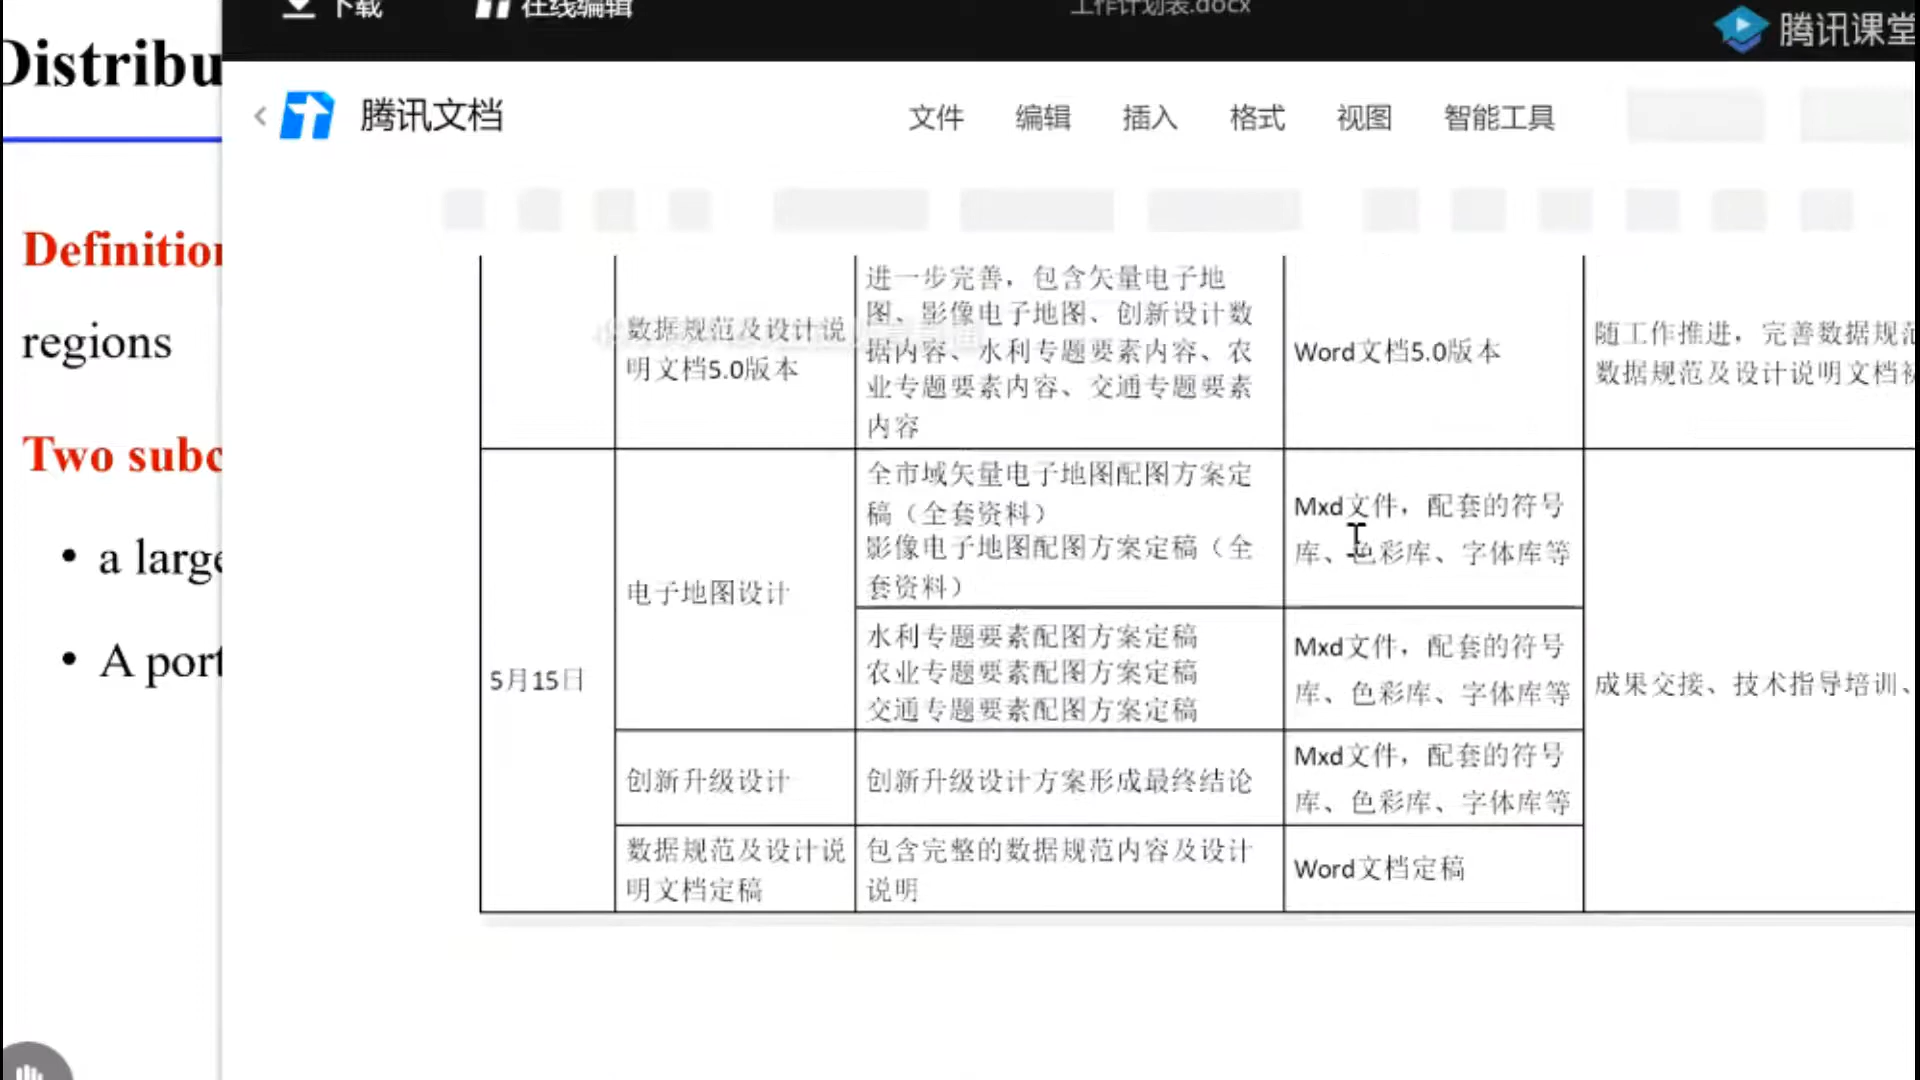 下载
在线编辑
工作计划表.docx
腾讯课堂
Distribu
Definition
regions
Two subc
• a large
• A port
腾讯文档
文件
编辑
插入
格式
视图
智能工具
数据规范及设计说
明文档5.0版本
进一步完善，包含矢量电子地
图、影像电子地图、创新设计数
据内容、水利专题要素内容、农
业专题要素内容、交通专题要素
内容
Word文档5.0版本
随工作推进，完善数据规范
数据规范及设计说明文档初
5月15日
电子地图设计
全市域矢量电子地图配图方案定
稿（全套资料）
影像电子地图配图方案定稿（全
套资料）
Mxd文件，配套的符号
库、色彩库、字体库等
水利专题要素配图方案定稿
农业专题要素配图方案定稿
交通专题要素配图方案定稿
Mxd文件，配套的符号
库、色彩库、字体库等
成果交接、技术指导培训、
创新升级设计
创新升级设计方案形成最终结论
Mxd文件，配套的符号
库、色彩库、字体库等
数据规范及设计说
明文档定稿
包含完整的数据规范内容及设计
说明
Word文档定稿